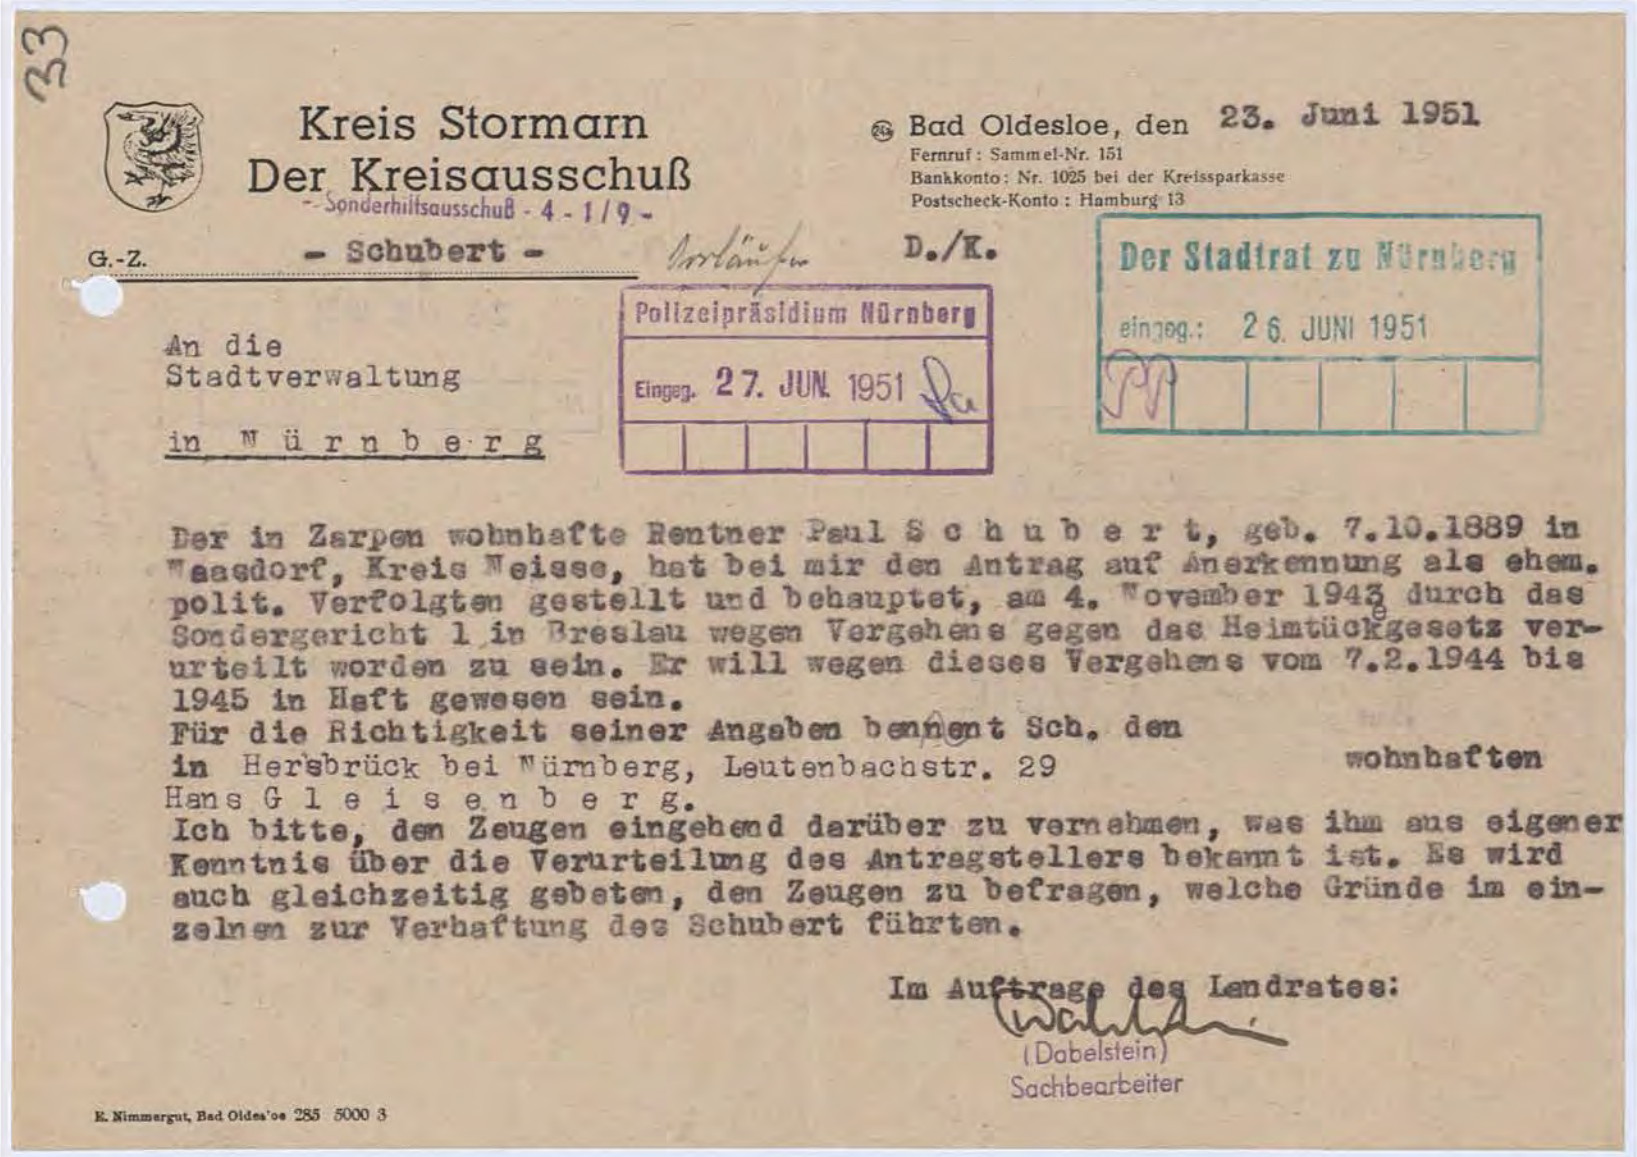 33
Kreis Stormarn
Der Kreisausschuß
- Sonderhilfsausschuß - 4 - 1/9 -
G.-Z. - Schubert -
Vorläufer
24a Bad Oldesloe, den 23. Juni 1951
Fernruf: Sammel-Nr. 151
Bankkonto: Nr. 1025 bei der Kreissparkasse
Postscheck-Konto: Hamburg 13
D./K.
Der Stadtrat zu Nürnberg
eingeg.: 26. JUNI 1951
PP
Polizeipräsidium Nürnberg
Eingeg. 27. JUN. 1951
An die
Stadtverwaltung
in N ü r n b e r g
Der in Zarpen wohnhafte Rentner Paul S c h u b e r t, geb. 7.10.1889 in
Waasdorf, Kreis Neisse, hat bei mir den Antrag auf Anerkennung als ehem.
polit. Verfolgten gestellt und behauptet, am 4. November 1943 durch das
Sondergericht 1 in Breslau wegen Vergehens gegen das Heimtückegesetz ver-
urteilt worden zu sein. Er will wegen dieses Vergehens vom 7.2.1944 bis
1945 in Haft gewesen sein.
Für die Richtigkeit seiner Angaben bennent Sch. den
in Hersbrück bei Nürnberg, Leutenbachstr. 29 wohnhaften
Hans G l e i s e n b e r g.
Ich bitte, den Zeugen eingehend darüber zu vernehmen, was ihm aus eigener
Kenntnis über die Verurteilung des Antragstellers bekannt ist. Es wird
auch gleichzeitig gebeten, den Zeugen zu befragen, welche Gründe im ein-
zelnen zur Verhaftung des Schubert führten.
Im Auftrage des Landrates:
(Dabelstein)
Sachbearbeiter
E. Nimmergut, Bad Oldesloe 285 5000 3